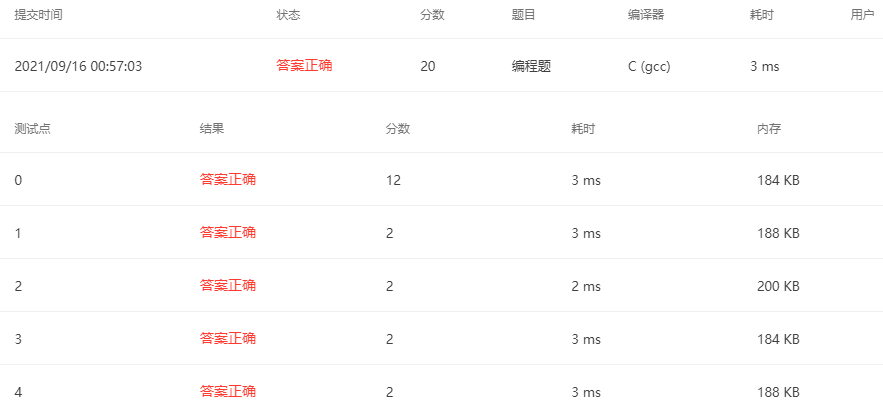 提交时间 状态 分数 题目 编译器 耗时 用户
2021/09/16 00:57:03 答案正确 20 编程题 C (gcc) 3 ms
测试点 结果 分数 耗时 内存
0 答案正确 12 3 ms 184 KB
1 答案正确 2 3 ms 188 KB
2 答案正确 2 2 ms 200 KB
3 答案正确 2 3 ms 184 KB
4 答案正确 2 3 ms 188 KB